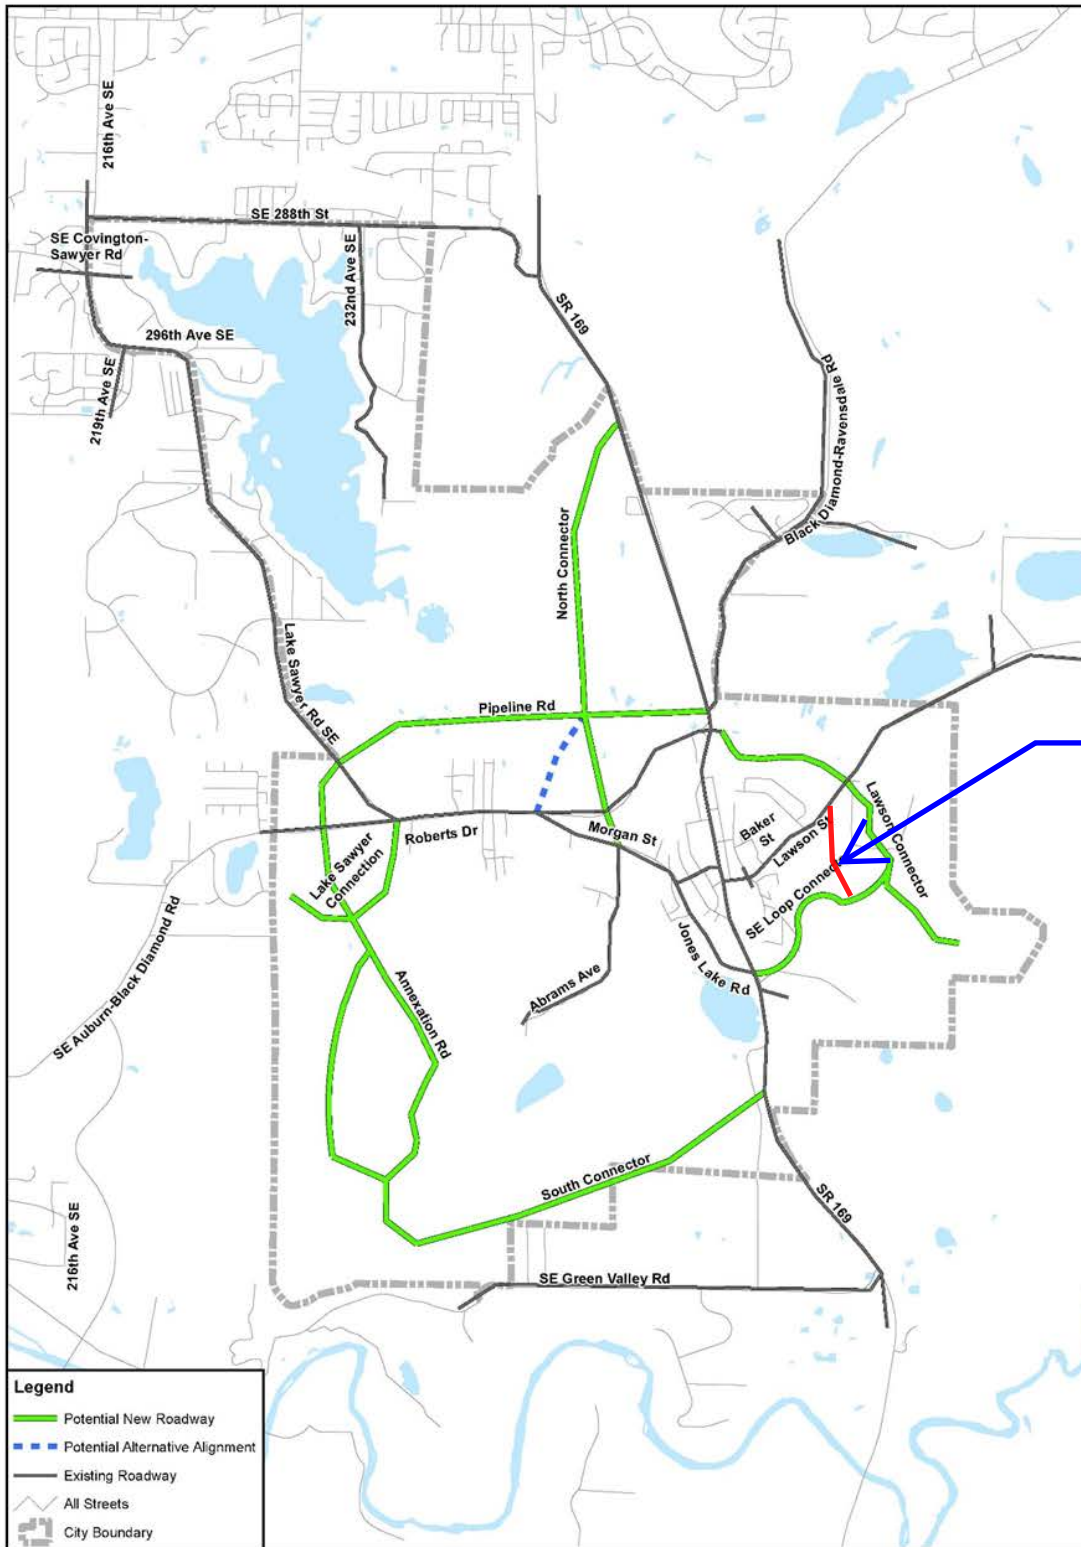 216th Ave SE
SE 288th St
SE Covington-
Sawyer Rd
232nd Ave SE
SR 169
296th Ave SE
219th Ave SE
Black Diamond-Ravensdale Rd
North Connector
Lake Sawyer Rd SE
Pipeline Rd
Lawson Connector
Roberts Dr
Morgan St
Baker
St
Lawson St
Lake Sawyer
Connection
SE Loop Connec
Jones Lake Rd
SE Auburn-Black Diamond Rd
Abrams Ave
Annexation Rd
South Connector
SR 169
216th Ave SE
SE Green Valley Rd
Legend
Potential New Roadway
Potential Alternative Alignment
Existing Roadway
All Streets
City Boundary